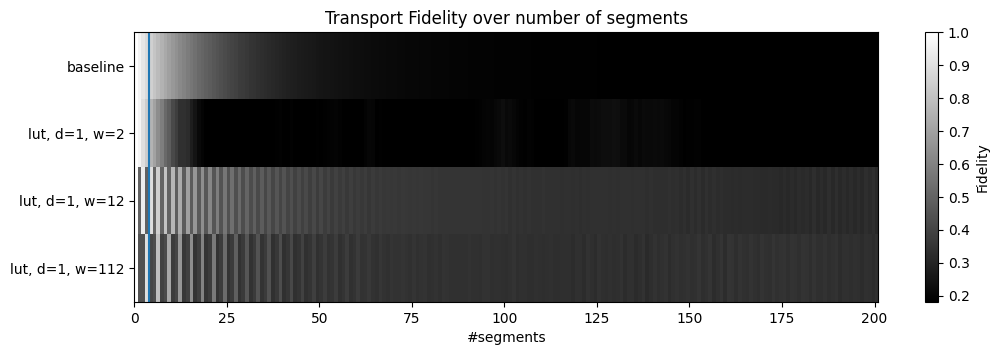 Transport Fidelity over number of segments
baseline
lut, d=1, w=2
lut, d=1, w=12
lut, d=1, w=112
0 25 50 75 100 125 150 175 200
#segments
1.0
0.9
0.8
0.7
0.6
0.5
0.4
0.3
0.2
Fidelity